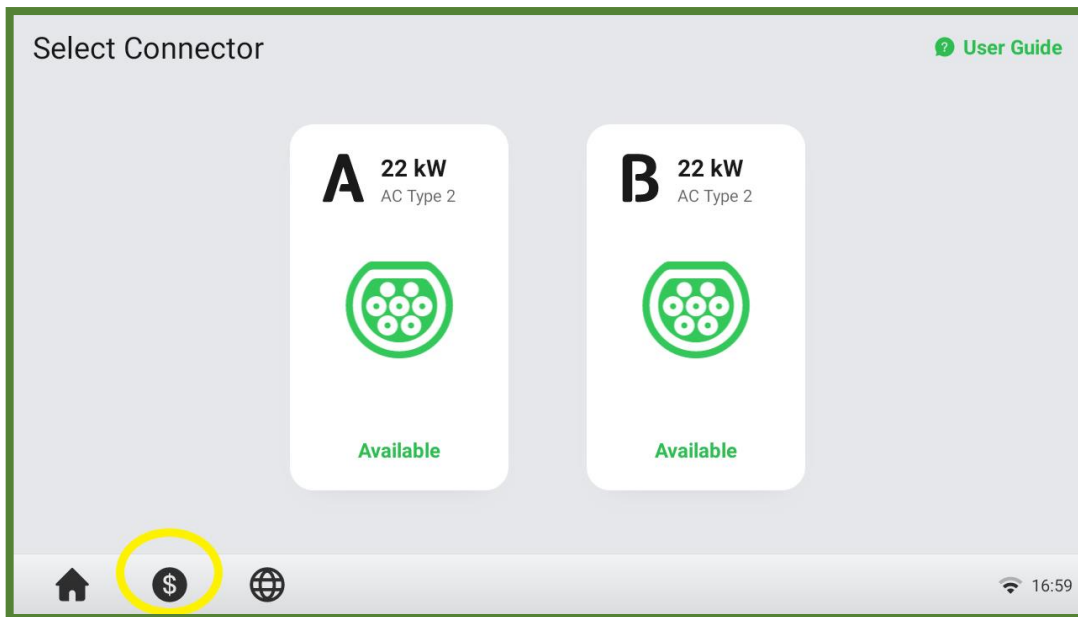 Select Connector
User Guide
A
22 kW
AC Type 2
Available
B
22 kW
AC Type 2
Available
$
16:59